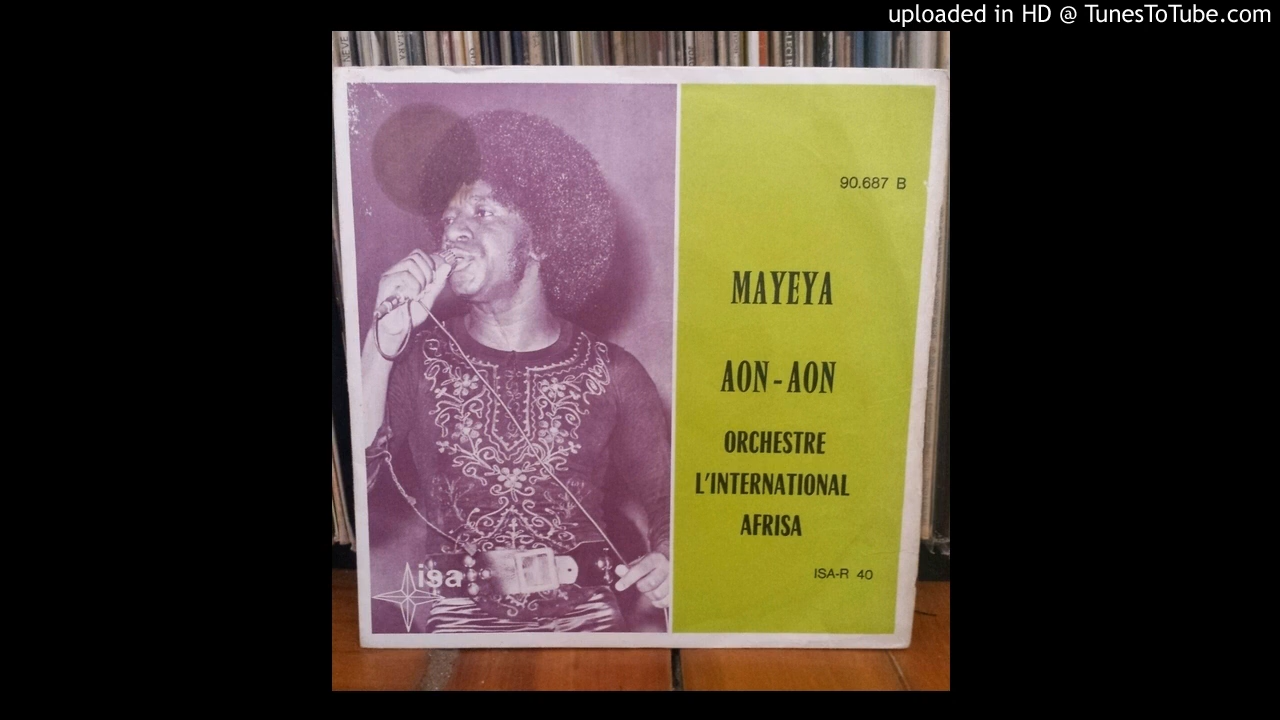 uploaded in HD @ TunesToTube.com
90.687 B
MAYEYA
AON-AON
ORCHESTRE
L'INTERNATIONAL
AFRISA
isa
ISA-R 40